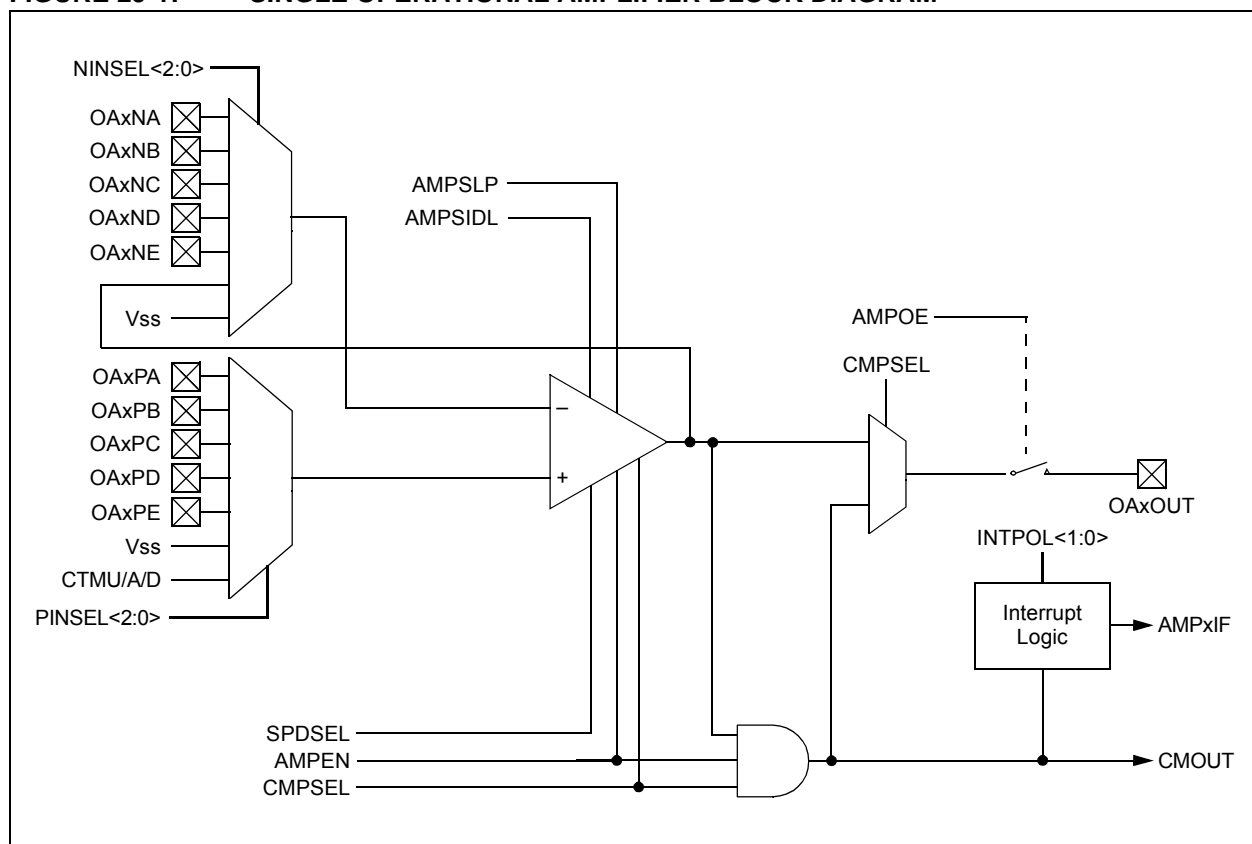 NINSEL<2:0>
OAxNA
OAxNB
OAxNC
OAxND
OAxNE
Vss
AMPSLP
AMPSIDL
AMPOE
CMPSEL
OAxPA
OAxPB
OAxPC
OAxPD
OAxPE
Vss
CTMU/A/D
PINSEL<2:0>
−
+
OAxOUT
INTPOL<1:0>
Interrupt
Logic
AMPxIF
SPDSEL
AMPEN
CMPSEL
CMOUT